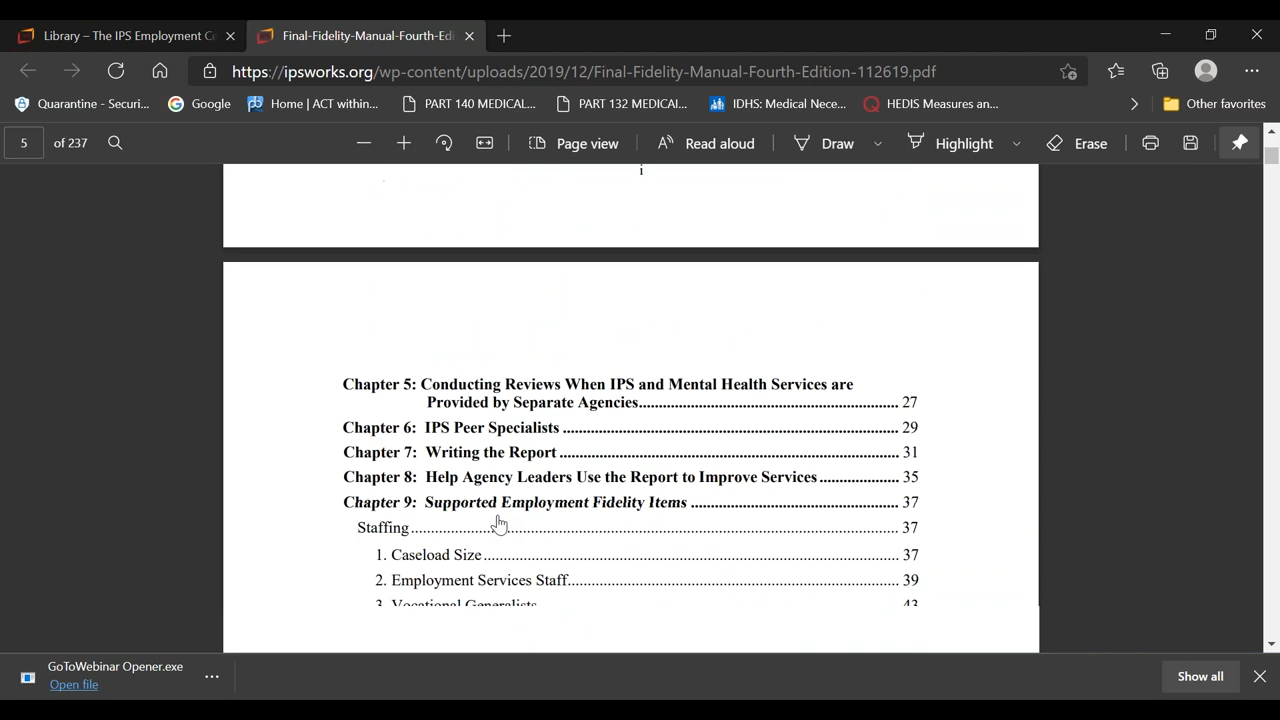 Library – The IPS Employment C
Final-Fidelity-Manual-Fourth-Edi
https://ipsworks.org/wp-content/uploads/2019/12/Final-Fidelity-Manual-Fourth-Edition-112619.pdf
Quarantine - Securi... Google Home | ACT within... PART 140 MEDICAL... PART 132 MEDICAI... IDHS: Medical Nece... HEDIS Measures an... Other favorites
5 of 237 Page view Read aloud Draw Highlight Erase
i
Chapter 5: Conducting Reviews When IPS and Mental Health Services are
Provided by Separate Agencies........................................................ 27
Chapter 6: IPS Peer Specialists ........................................................ 29
Chapter 7: Writing the Report ........................................................ 31
Chapter 8: Help Agency Leaders Use the Report to Improve Services.................. 35
Chapter 9: Supported Employment Fidelity Items ............................................ 37
Staffing........................................................ 37
1. Caseload Size........................................................ 37
2. Employment Services Staff........................................................ 39
3. Vocational Generalists 43
GoToWebinar Opener.exe
Open file
Show all